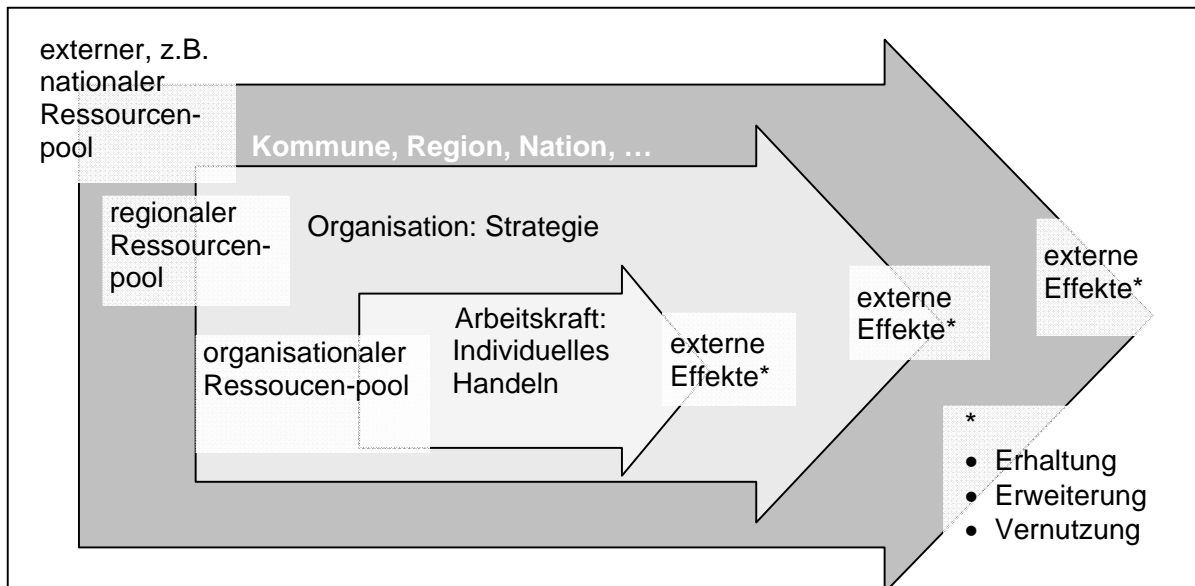 externer, z.B.
nationaler
Ressourcen-
pool
Kommune, Region, Nation, …
regionaler
Ressourcen-
pool
Organisation: Strategie
organisationaler
Ressoucen-pool
Arbeitskraft:
Individuelles
Handeln
externe
Effekte*
externe
Effekte*
externe
Effekte*
*
• Erhaltung
• Erweiterung
• Vernutzung